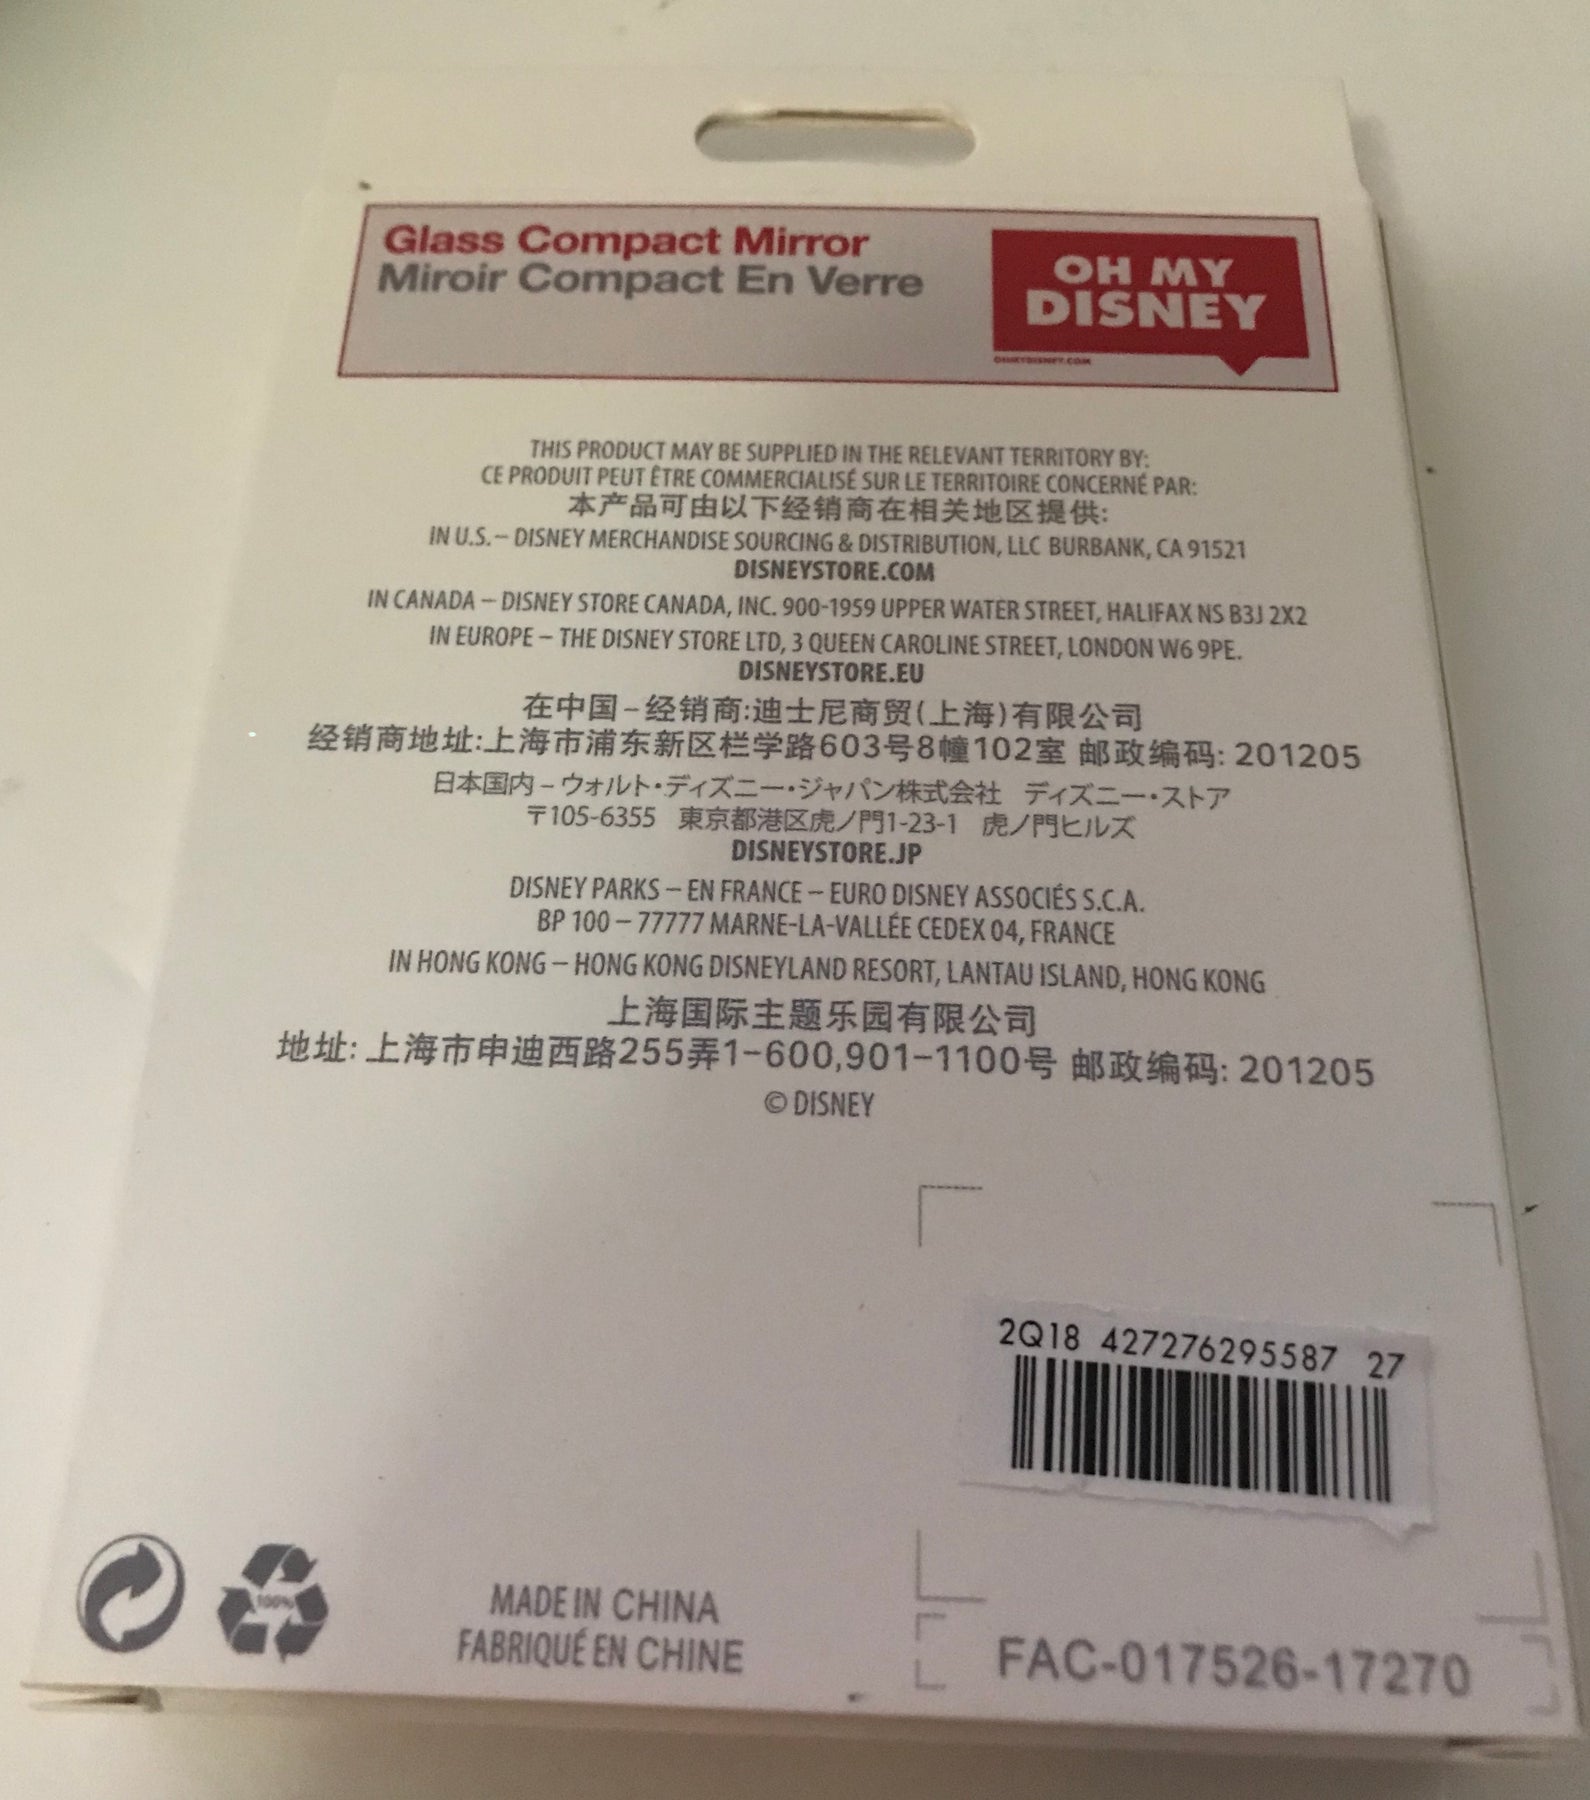 Glass Compact Mirror
Miroir Compact En Verre
OH MY
DISNEY
OHMYDISNEY.COM
THIS PRODUCT MAY BE SUPPLIED IN THE RELEVANT TERRITORY BY:
CE PRODUIT PEUT ÊTRE COMMERCIALISÉ SUR LE TERRITOIRE CONCERNÉ PAR:
本产品可由以下经销商在相关地区提供:
IN U.S. – DISNEY MERCHANDISE SOURCING & DISTRIBUTION, LLC BURBANK, CA 91521
DISNEYSTORE.COM
IN CANADA – DISNEY STORE CANADA, INC. 900-1959 UPPER WATER STREET, HALIFAX NS B3J 2X2
IN EUROPE – THE DISNEY STORE LTD, 3 QUEEN CAROLINE STREET, LONDON W6 9PE.
DISNEYSTORE.EU
在中国 – 经销商:迪士尼商贸(上海)有限公司
经销商地址:上海市浦东新区栏学路603号8幢102室 邮政编码: 201205
日本国内 – ウォルト・ディズニー・ジャパン株式会社 ディズニー・ストア
〒105-6355 東京都港区虎ノ門1-23-1 虎ノ門ヒルズ
DISNEYSTORE.JP
DISNEY PARKS – EN FRANCE – EURO DISNEY ASSOCIÉS S.C.A.
BP 100 – 77777 MARNE-LA-VALLÉE CEDEX 04, FRANCE
IN HONG KONG – HONG KONG DISNEYLAND RESORT, LANTAU ISLAND, HONG KONG
上海国际主题乐园有限公司
地址: 上海市申迪西路255弄1-600,901-1100号 邮政编码: 201205
© DISNEY
2Q18 427276295587 27
100%
MADE IN CHINA
FABRIQUÉ EN CHINE
FAC-017526-17270